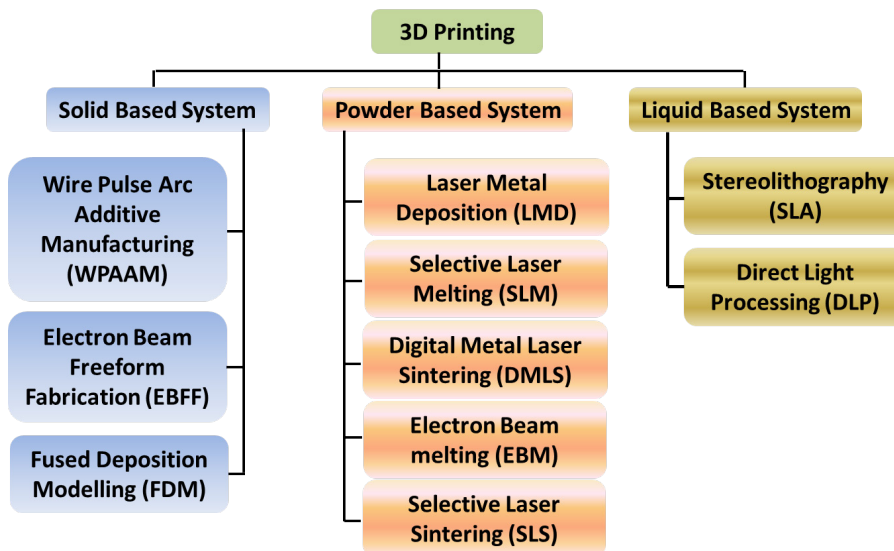 3D Printing
Solid Based System
Wire Pulse Arc
Additive
Manufacturing
(WPAAM)
Electron Beam
Freeform
Fabrication (EBFF)
Fused Deposition
Modelling (FDM)
Powder Based System
Laser Metal
Deposition (LMD)
Selective Laser
Melting (SLM)
Digital Metal Laser
Sintering (DMLS)
Electron Beam
melting (EBM)
Selective Laser
Sintering (SLS)
Liquid Based System
Stereolithography
(SLA)
Direct Light
Processing (DLP)